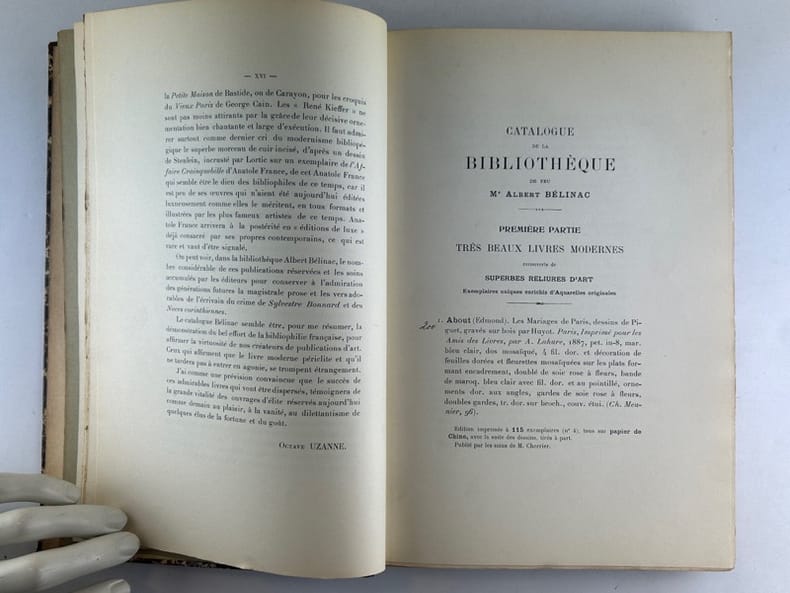 — XVI —
la Petite Maison de Bastide, ou de Carayon, pour les croquis
du Vieux Paris de George Cain. Les « René Kieffer » ne
sont pas moins attirants par la grâce de leur décisive orne-
mentation bien chantante et large d'exécution. Il faut admi-
rer surtout comme dernier cri du modernisme bibliopé-
gique le superbe morceau de cuir incisé, d'après un dessin
de Steinlein, incrusté par Lortic sur un exemplaire de l'Af-
faire Crainquebille d'Anatole France, de cet Anatole France
qui semble être le dieu des bibliophiles de ce temps, car il
est peu de ses œuvres qui n'aient été aujourd'hui éditées
luxueusement comme elles le méritent, en tous formats et
illustrées par les plus fameux artistes de ce temps. Ana-
tole France arrivera à la postérité en « éditions de luxe »
déjà consacré par ses propres contemporains, ce qui est
rare et vaut d'être signalé.
On peut voir, dans la bibliothèque Albert Bélinac, le nom-
bre considérable de ces publications réservées et les soins
accumulés par les éditeurs pour conserver à l'admiration
des générations futures la magistrale prose et les vers ado-
rables de l'écrivain du crime de Sylvestre Bonnard et des
Noces corinthiennes.
Le catalogue Bélinac semble être, pour me résumer, la
démonstration du bel effort de la bibliophilie française, pour
affirmer la virtuosité de nos créateurs de publications d'art.
Ceux qui affirment que le livre moderne périclite et qu'il
ne tardera pas à entrer en agonie, se trompent étrangement.
J'ai comme une prévision convaincue que le succès de
ces admirables livres qui vont être dispersés, témoignera de
la grande vitalité des ouvrages d'élite réservés aujourd'hui
comme demain au plaisir, à la vanité, au dilettantisme de
quelques élus de la fortune et du goût.
Octave UZANNE.
CATALOGUE
DE LA
BIBLIOTHÈQUE
DE FEU
Mr Albert BÉLINAC
PREMIÈRE PARTIE
TRÈS BEAUX LIVRES MODERNES
recouverts de
SUPERBES RELIURES D'ART
Exemplaires uniques enrichis d'Aquarelles originales
1. About (Edmond). Les Mariages de Paris, dessins de Pi-
guet, gravés sur bois par Huyot. Paris, Imprimé pour les
Amis des Livres, par A. Lahure, 1887, pet. in-8, mar.
bleu clair, dos mosaïqué, à fil. dor. et décoration de
feuilles dorées et fleurettes mosaïquées sur les plats for-
mant encadrement, doublé de soie rose à fleurs, bande
de maroq. bleu clair avec fil. dor. et au pointillé, orne-
ments dor. aux angles, gardes de soie rose à fleurs,
doubles gardes, tr. dor. sur broch., couv. étui. (Ch. Meu-
nier, 96).
Edition imprimée à 115 exemplaires (n° 4), tous sur papier de
Chine, avec la suite des dessins, tirés à part.
Publié par les soins de M. Cherrier.